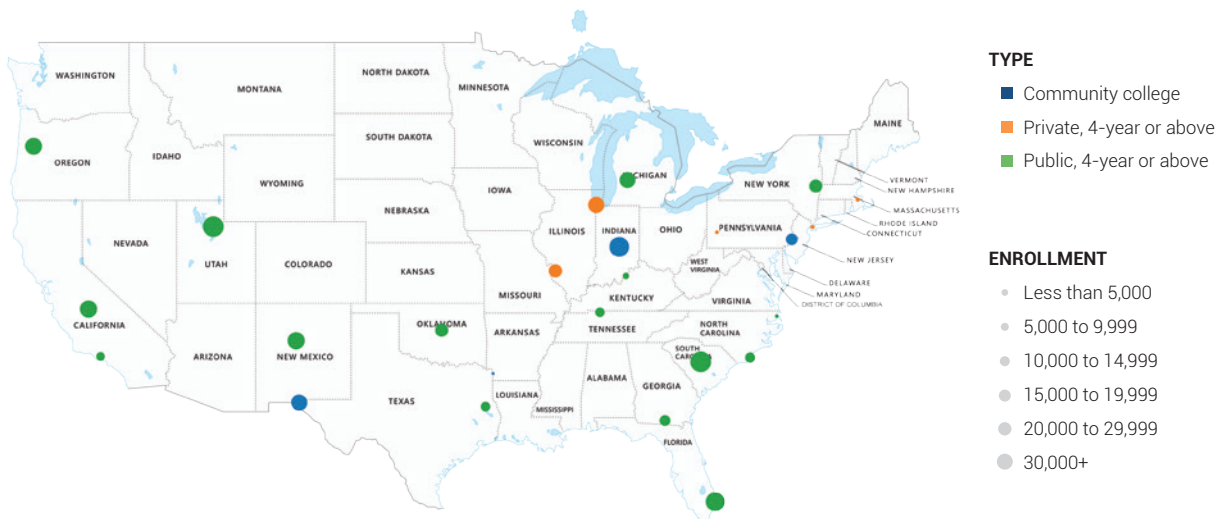 WASHINGTON
MONTANA
NORTH DAKOTA
MINNESOTA
MAINE
OREGON
IDAHO
SOUTH DAKOTA
WISCONSIN
WYOMING
MICHIGAN
NEW YORK
VERMONT
NEW HAMPSHIRE
MASSACHUSETTS
RHODE ISLAND
CONNECTICUT
IOWA
NEBRASKA
NEVADA
UTAH
COLORADO
KANSAS
ILLINOIS
INDIANA
OHIO
PENNSYLVANIA
NEW JERSEY
WEST
VIRGINIA
DELAWARE
MARYLAND
DISTRICT OF COLUMBIA
MISSOURI
KENTUCKY
VIRGINIA
CALIFORNIA
ARIZONA
NEW MEXICO
OKLAHOMA
ARKANSAS
TENNESSEE
NORTH
CAROLINA
SOUTH
CAROLINA
TEXAS
LOUISIANA
MISSISSIPPI
ALABAMA
GEORGIA
FLORIDA
TYPE
Community college
Private, 4-year or above
Public, 4-year or above
ENROLLMENT
Less than 5,000
5,000 to 9,999
10,000 to 14,999
15,000 to 19,999
20,000 to 29,999
30,000+